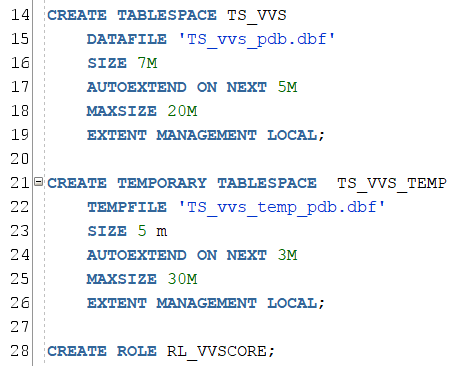 14 CREATE TABLESPACE TS_VVS
15 DATAFILE 'TS_vvs_pdb.dbf'
16 SIZE 7M
17 AUTOEXTEND ON NEXT 5M
18 MAXSIZE 20M
19 EXTENT MANAGEMENT LOCAL;
20
21 CREATE TEMPORARY TABLESPACE  TS_VVS_TEMP
22 TEMPFILE 'TS_vvs_temp_pdb.dbf'
23 SIZE 5 m
24 AUTOEXTEND ON NEXT 3M
25 MAXSIZE 30M
26 EXTENT MANAGEMENT LOCAL;
27
28 CREATE ROLE RL_VVSCORE;